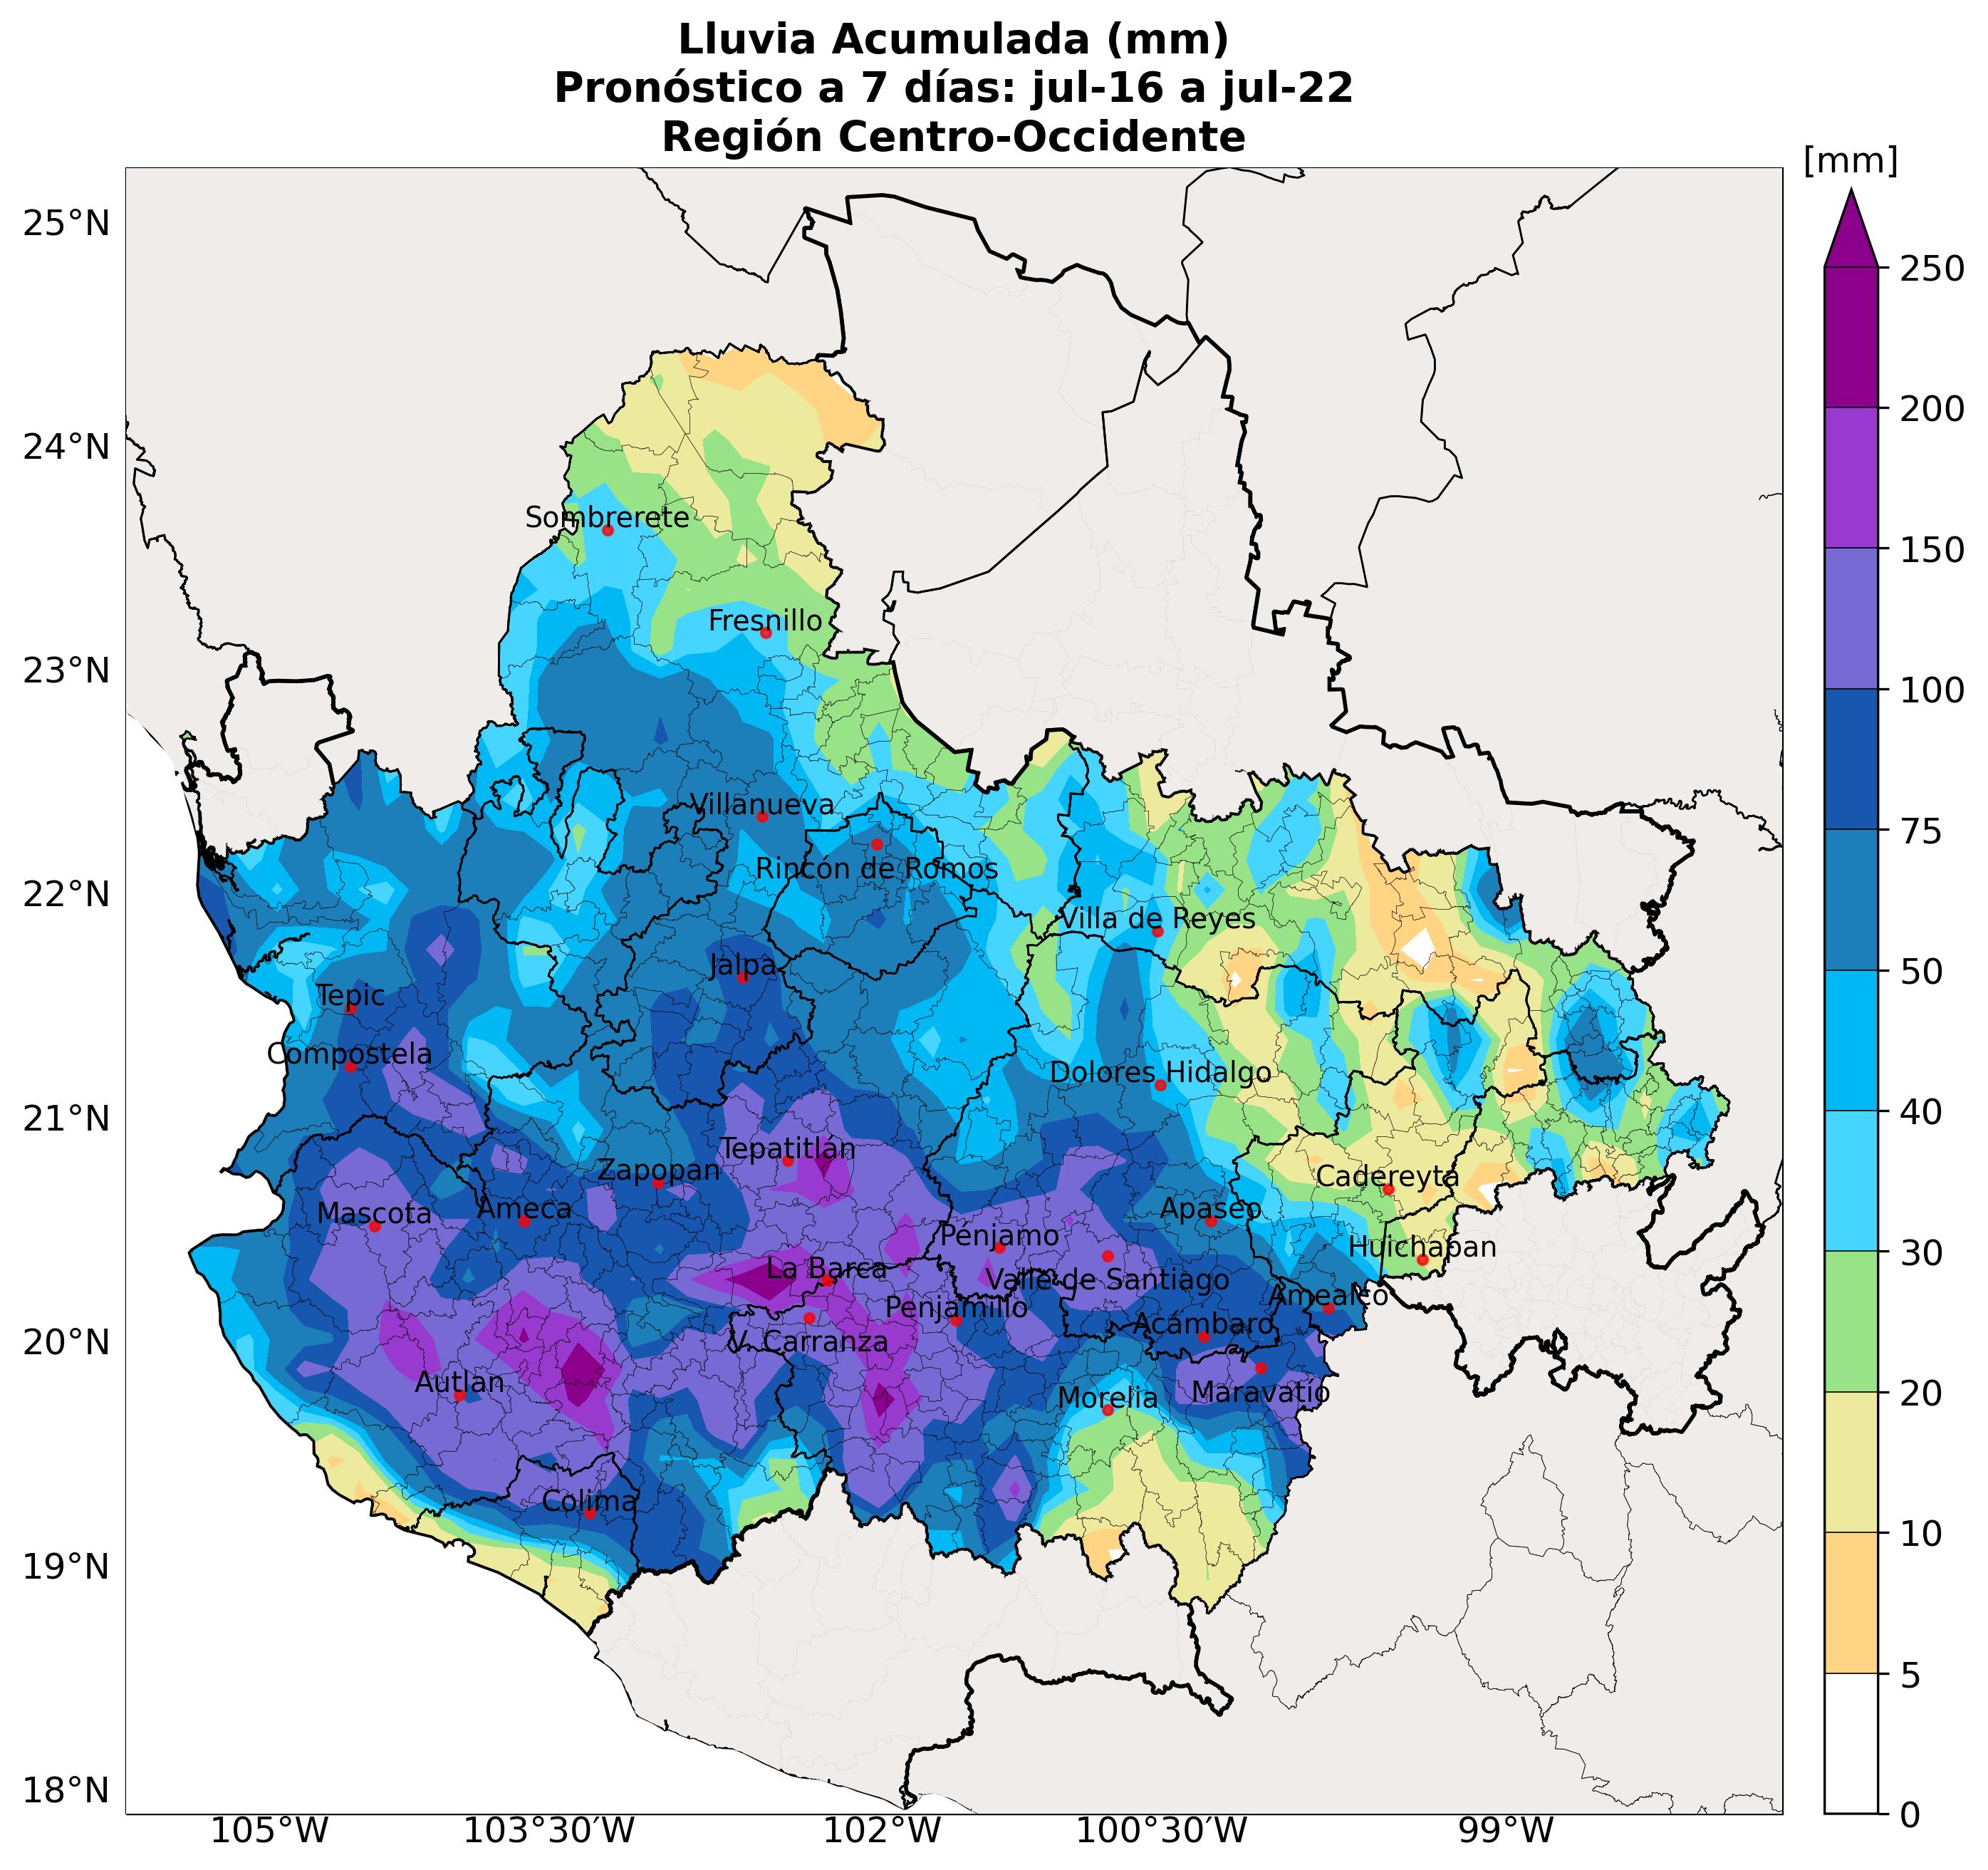 Lluvia Acumulada (mm)
Pronóstico a 7 días: jul-16 a jul-22
Región Centro-Occidente
[mm]
25°N
24°N
23°N
22°N
21°N
20°N
19°N
18°N
105°W
103°30'W
102°W
100°30'W
99°W
250
200
150
100
75
50
40
30
20
10
5
0
Sombrerete
Fresnillo
Villanueva
Rincón de Romos
Villa de Reyes
Jalpa
Tepic
Compostela
Dolores Hidalgo
Tepatitlán
Zapopan
Cadereyta
Ameca
Mascota
Apaseo
Pénjamo
Huichapan
La Barca
Valle de Santiago
Amealco
Penjamillo
Acámbaro
V. Carranza
Autlán
Maravatío
Morelia
Colima